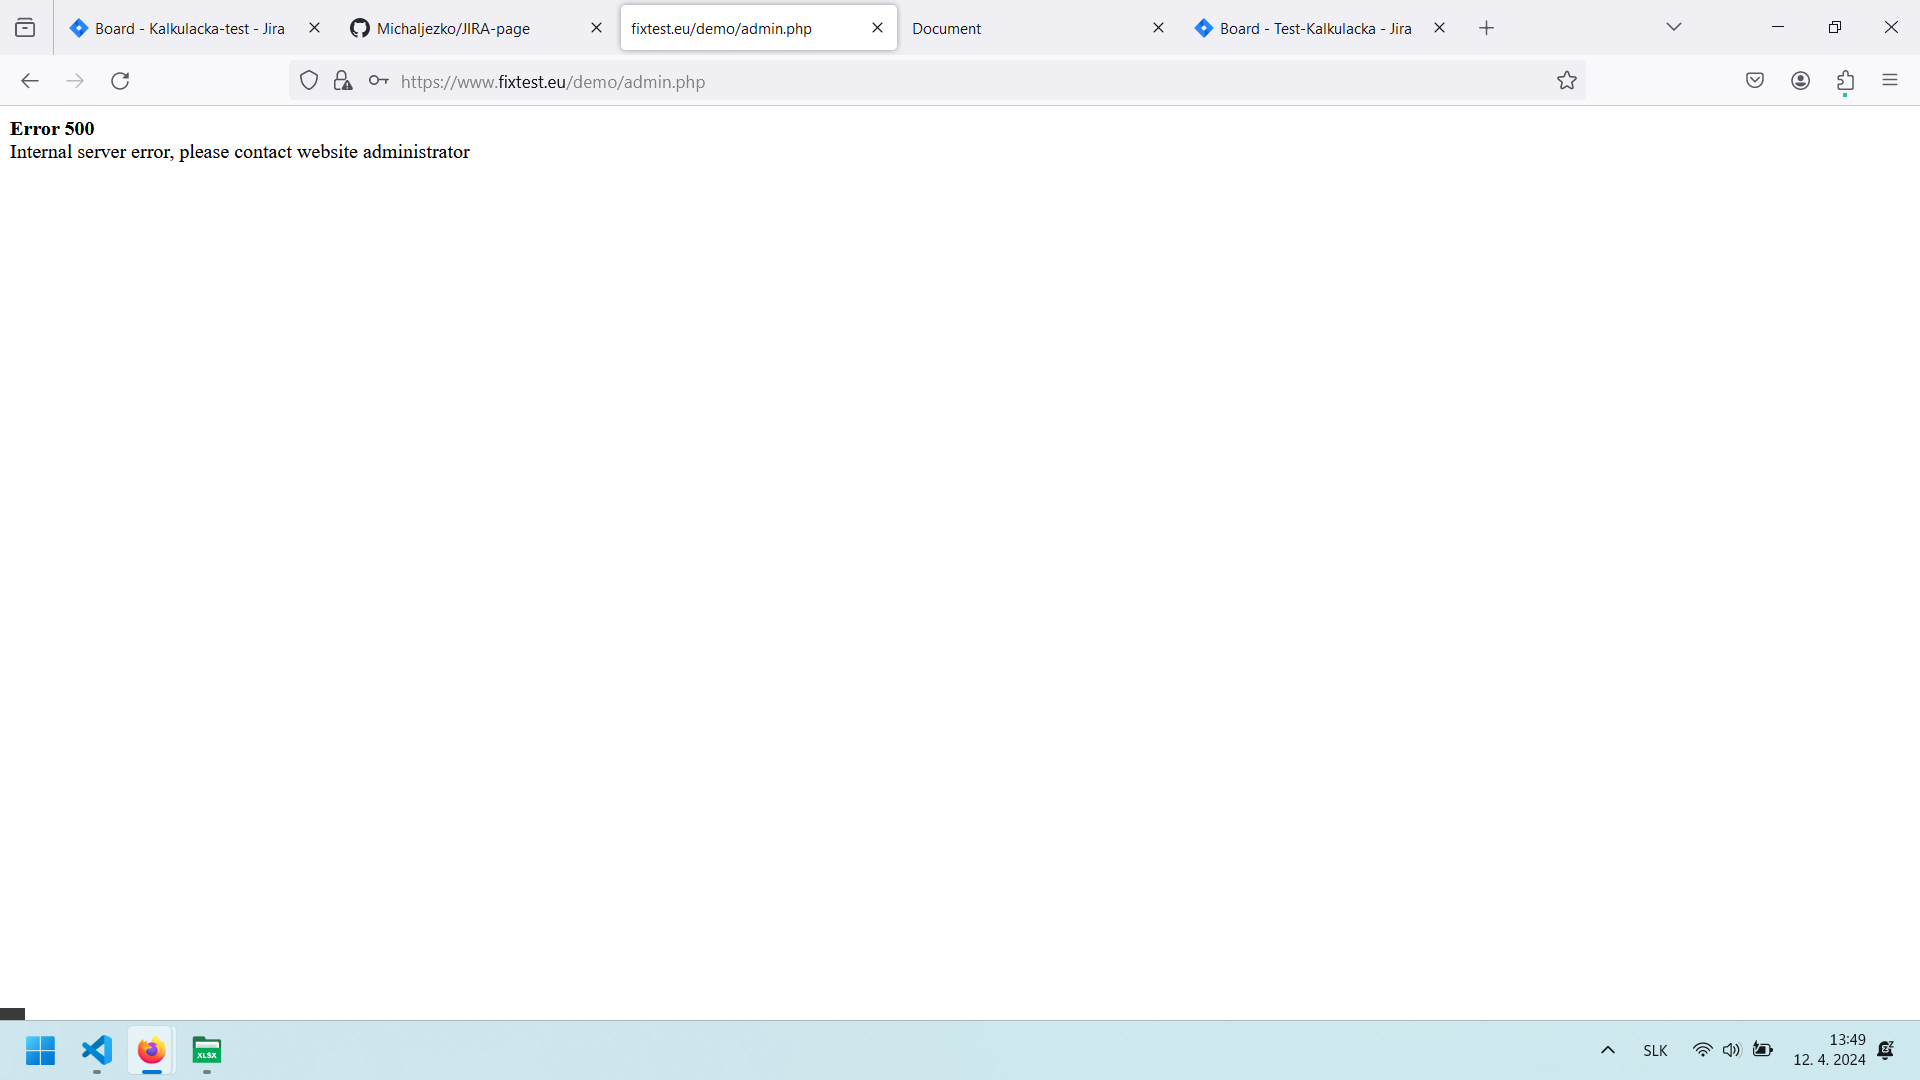 Board - Kalkulacka-test - Jira
Michaljezko/JIRA-page
fixtest.eu/demo/admin.php
Document
Board - Test-Kalkulacka - Jira
https://www.fixtest.eu/demo/admin.php
Error 500
Internal server error, please contact website administrator
XLSX
SLK
13:49
12. 4. 2024